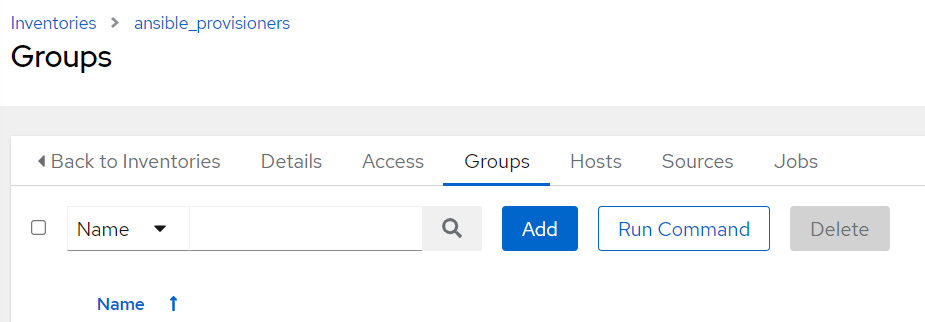 Inventories > ansible_provisioners
Groups
Back to Inventories Details Access Groups Hosts Sources Jobs
Name Add Run Command Delete
Name